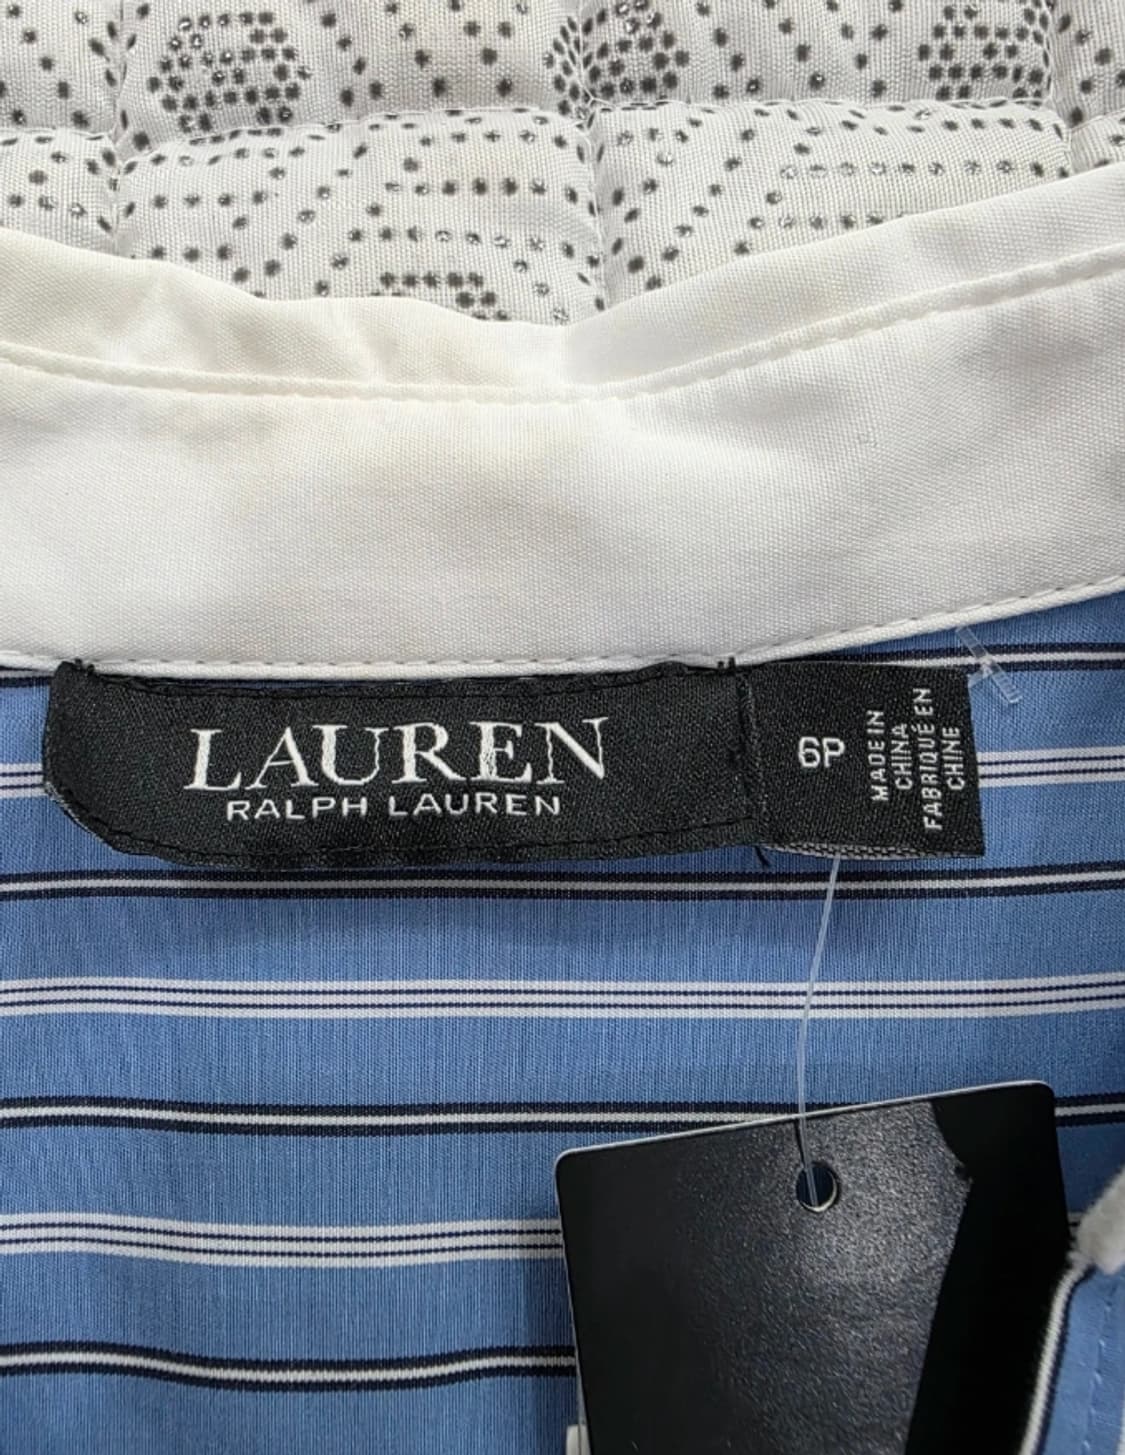 LAUREN
RALPH LAUREN
6P
MADE IN
CHINA
FABRIQUÉ EN
CHINE